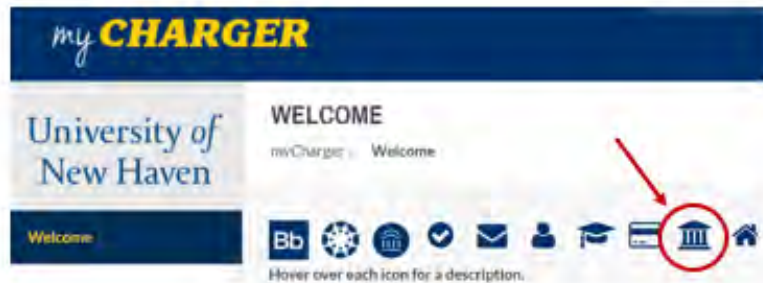 my CHARGER
University of
New Haven
WELCOME
myCharger : Welcome
Welcome
Bb
Hover over each icon for a description.